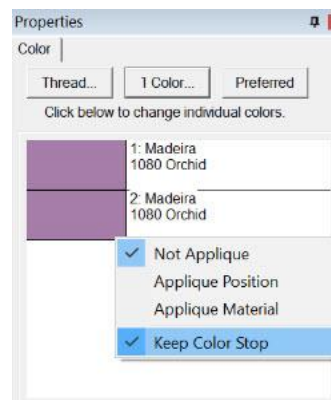 Properties
Color
Thread... 1 Color... Preferred
Click below to change individual colors.
1: Madeira
1080 Orchid
2: Madeira
1080 Orchid
Not Applique
Applique Position
Applique Material
Keep Color Stop